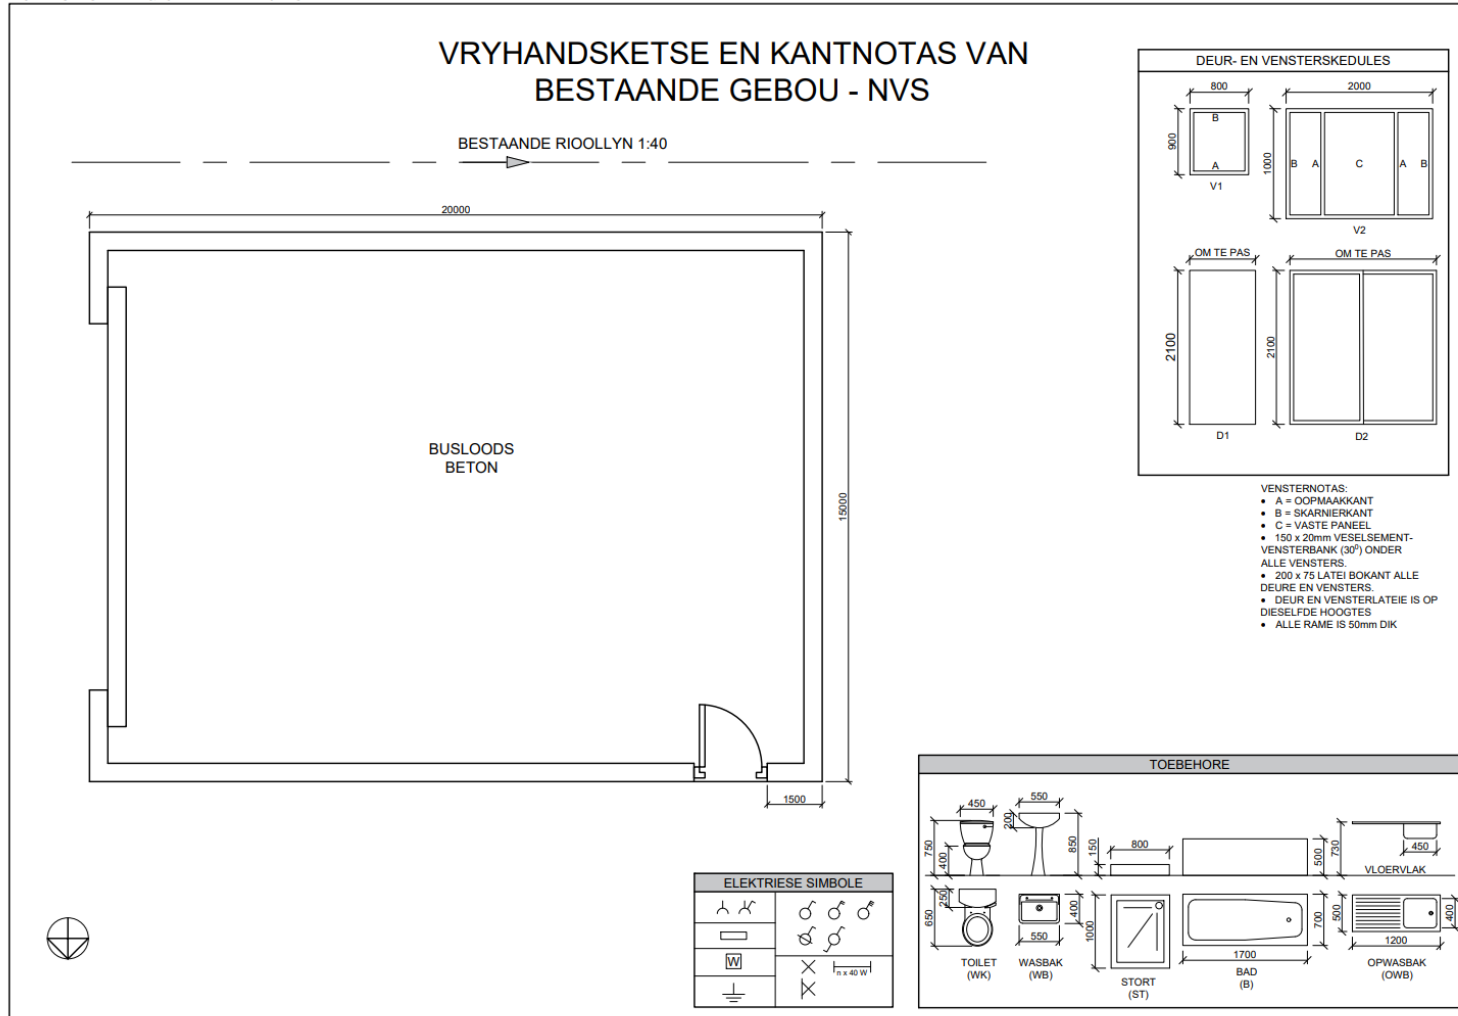 VRYHANDSKETSE EN KANTNOTAS VAN
BESTAANDE GEBOU - NVS
BESTAANDE RIOOLLYN 1:40
20000
15000
1500
BUSLOODS
BETON
DEUR- EN VENSTERSKEDULES
800
900
B
A
V1
2000
1000
B A C A B
V2
OM TE PAS
2100
D1
OM TE PAS
2100
D2
VENSTERNOTAS:
• A = OOPMAAKKANT
• B = SKARNIERKANT
• C = VASTE PANEEL
• 150 x 20mm VESELSEMENT-
VENSTERBANK (30⁰) ONDER
ALLE VENSTERS.
• 200 x 75 LATEI BOKANT ALLE
DEURE EN VENSTERS.
• DEUR EN VENSTERLATEIE IS OP
DIESELFDE HOOGTES
• ALLE RAME IS 50mm DIK
ELEKTRIESE SIMBOLE
W
n x 40 W
TOEBEHORE
450
750
400
250
650
TOILET
(WK)
550
200
850
400
550
WASBAK
(WB)
800
150
1000
STORT
(ST)
500
700
1700
BAD
(B)
730
450
VLOERVLAK
500
400
1200
OPWASBAK
(OWB)